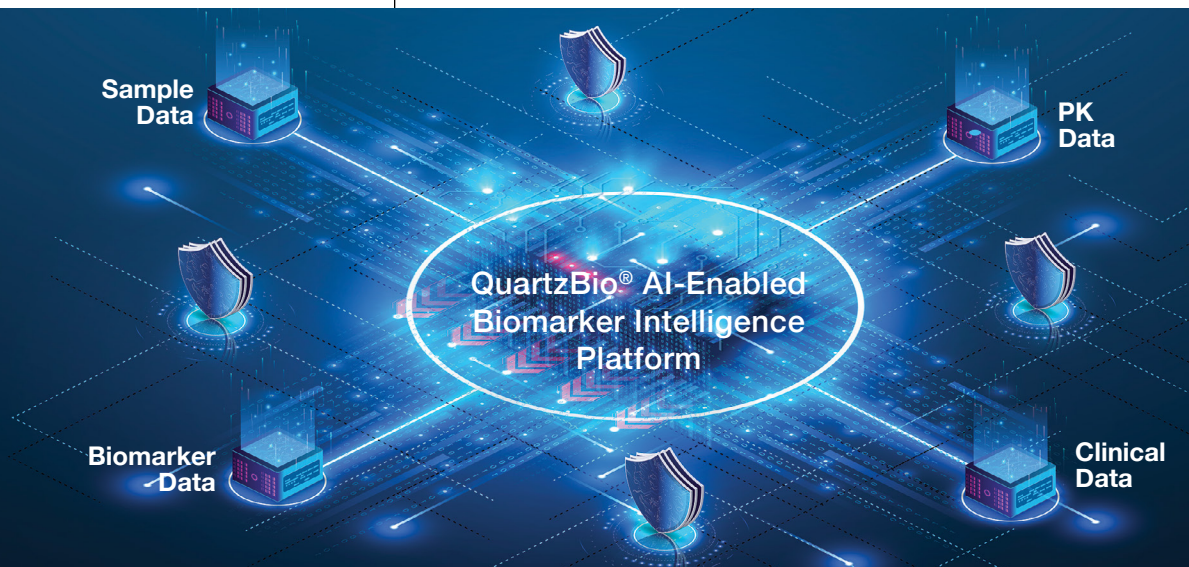 Sample
Data
PK
Data
QuartzBio® AI-Enabled
Biomarker Intelligence
Platform
Biomarker
Data
Clinical
Data